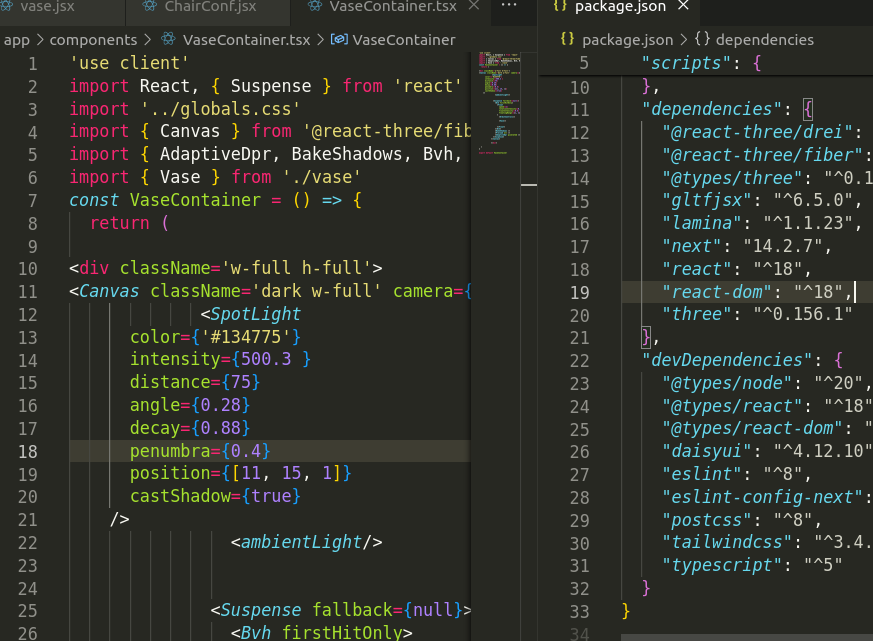 vase.jsx ChairConf.jsx VaseContainer.tsx × ··· {} package.json ×
app > components > VaseContainer.tsx > VaseContainer
1 'use client'
2 import React, { Suspense } from 'react'
3 import '../globals.css'
4 import { Canvas } from '@react-three/fib
5 import { AdaptiveDpr, BakeShadows, Bvh,
6 import { Vase } from './vase'
7 const VaseContainer = () => {
8 return (
9
10 <div className='w-full h-full'>
11 <Canvas className='dark w-full' camera={
12 <SpotLight
13 color={'#134775'}
14 intensity={500.3 }
15 distance={75}
16 angle={0.28}
17 decay={0.88}
18 penumbra={0.4}
19 position={[11, 15, 1]}
20 castShadow={true}
21 />
22 <ambientLight/>
23
24
25 <Suspense fallback={null}>
26 <Bvh firstHitOnly>
{} package.json > {} dependencies
5 "scripts": {
10 },
11 "dependencies": {
12 "@react-three/drei":
13 "@react-three/fiber":
14 "@types/three": "^0.1
15 "gltfjsx": "^6.5.0",
16 "lamina": "^1.1.23",
17 "next": "14.2.7",
18 "react": "^18",
19 "react-dom": "^18",
20 "three": "^0.156.1"
21 },
22 "devDependencies": {
23 "@types/node": "^20",
24 "@types/react": "^18"
25 "@types/react-dom": "
26 "daisyui": "^4.12.10"
27 "eslint": "^8",
28 "eslint-config-next":
29 "postcss": "^8",
30 "tailwindcss": "^3.4.
31 "typescript": "^5"
32 }
33 }
34